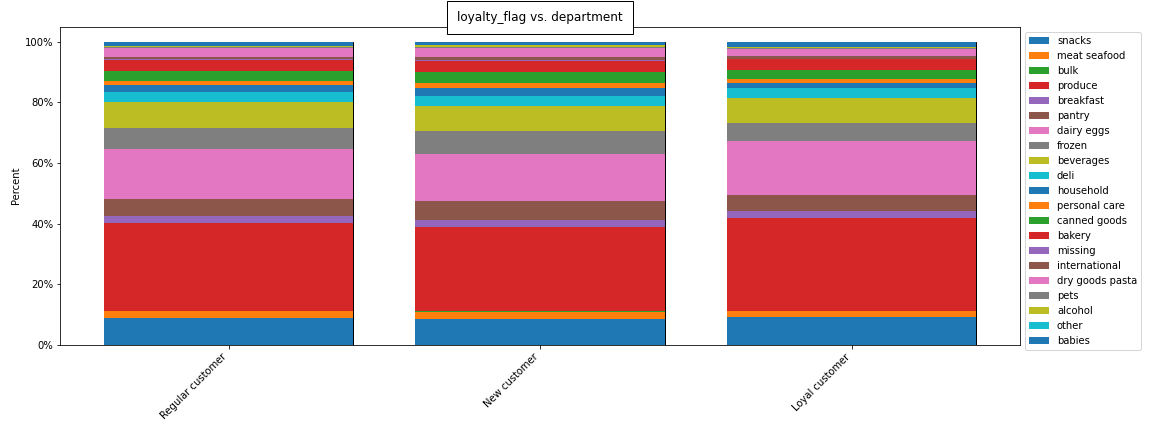 loyalty_flag vs. department
100%
80%
60%
40%
20%
0%
Percent
Regular customer
New customer
Loyal customer
snacks
meat seafood
bulk
produce
breakfast
pantry
dairy eggs
frozen
beverages
deli
household
personal care
canned goods
bakery
missing
international
dry goods pasta
pets
alcohol
other
babies